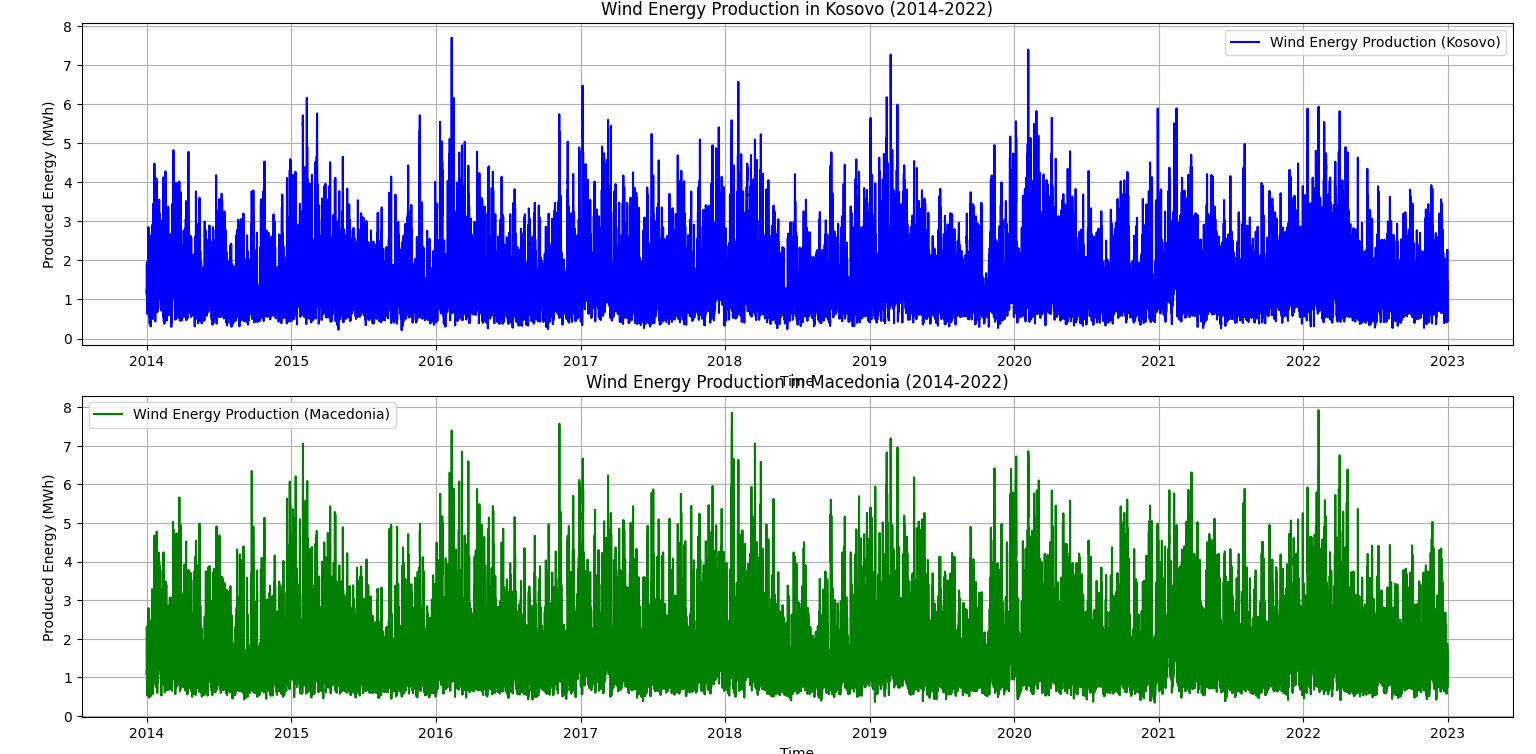 Wind Energy Production in Kosovo (2014-2022)
Wind Energy Production (Kosovo)
Produced Energy (MWh)
8
7
6
5
4
3
2
1
0
2014 2015 2016 2017 2018 2019 2020 2021 2022 2023
Time
Wind Energy Production in Macedonia (2014-2022)
Wind Energy Production (Macedonia)
Produced Energy (MWh)
8
7
6
5
4
3
2
1
0
2014 2015 2016 2017 2018 2019 2020 2021 2022 2023
Time